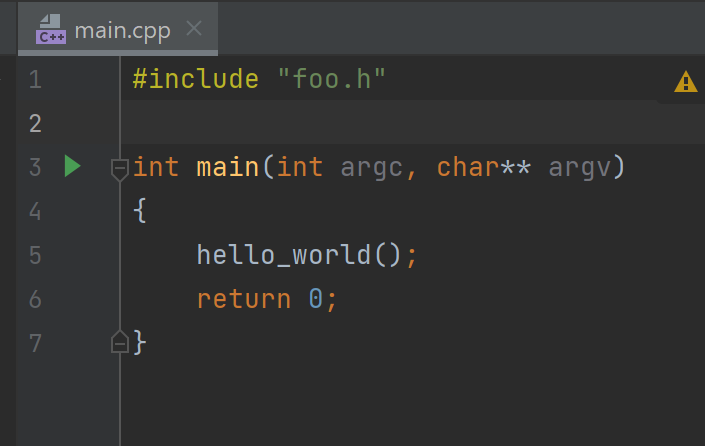 C++ main.cpp
1 #include "foo.h"
2
3 int main(int argc, char** argv)
4 {
5     hello_world();
6     return 0;
7 }